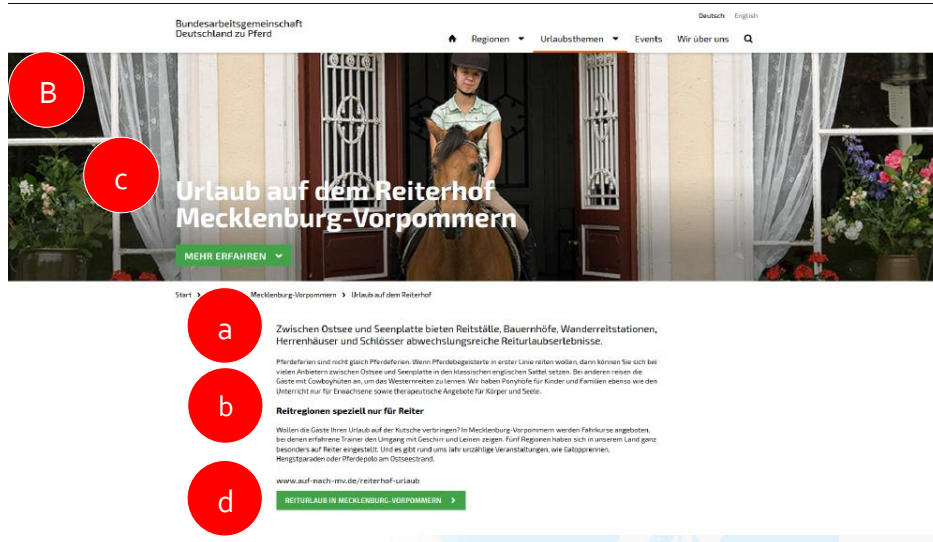 Bundesarbeitsgemeinschaft
Deutschland zu Pferd
Deutsch English
Regionen Urlaubsthemen Events Wir über uns
B
c
Urlaub auf dem Reiterhof
Mecklenburg-Vorpommern
MEHR ERFAHREN
Start > Mecklenburg-Vorpommern > Urlaub auf dem Reiterhof
a
Zwischen Ostsee und Seenplatte bieten Reitställe, Bauernhöfe, Wanderreitstationen,
Herrenhäuser und Schlösser abwechslungsreiche Reiturlaubserlebnisse.
Pferdeferien sind nicht gleich Pferdeferien. Wenn Pferdebegeisterte in erster Linie reiten wollen, dann können Sie sich bei
vielen Anbietern zwischen Ostsee und Seenplatte in den klassischen englischen Sattel setzen. Bei anderen reisen die
Gäste mit Cowboyhüten an, um das Westernreiten zu lernen. Wir haben Ponyhöfe für Kinder und Familien ebenso wie den
Unterricht nur für Erwachsene sowie therapeutische Angebote für Körper und Seele.
b
Reitregionen speziell nur für Reiter
Wollen die Gäste Ihren Urlaub auf der Kutsche verbringen? In Mecklenburg-Vorpommern werden Fahrkurse angeboten,
bei denen erfahrene Trainer den Umgang mit Geschirr und Leinen zeigen. Fünf Regionen haben sich in unserem Land ganz
besonders auf Reiter eingestellt. Und es gibt rund ums Jahr unzählige Veranstaltungen, wie Galopprennen,
Hengstparaden oder Pferdepolo am Ostseestrand.
www.auf-nach-mv.de/reiterhof-urlaub
d
REITURLAUB IN MECKLENBURG-VORPOMMERN >